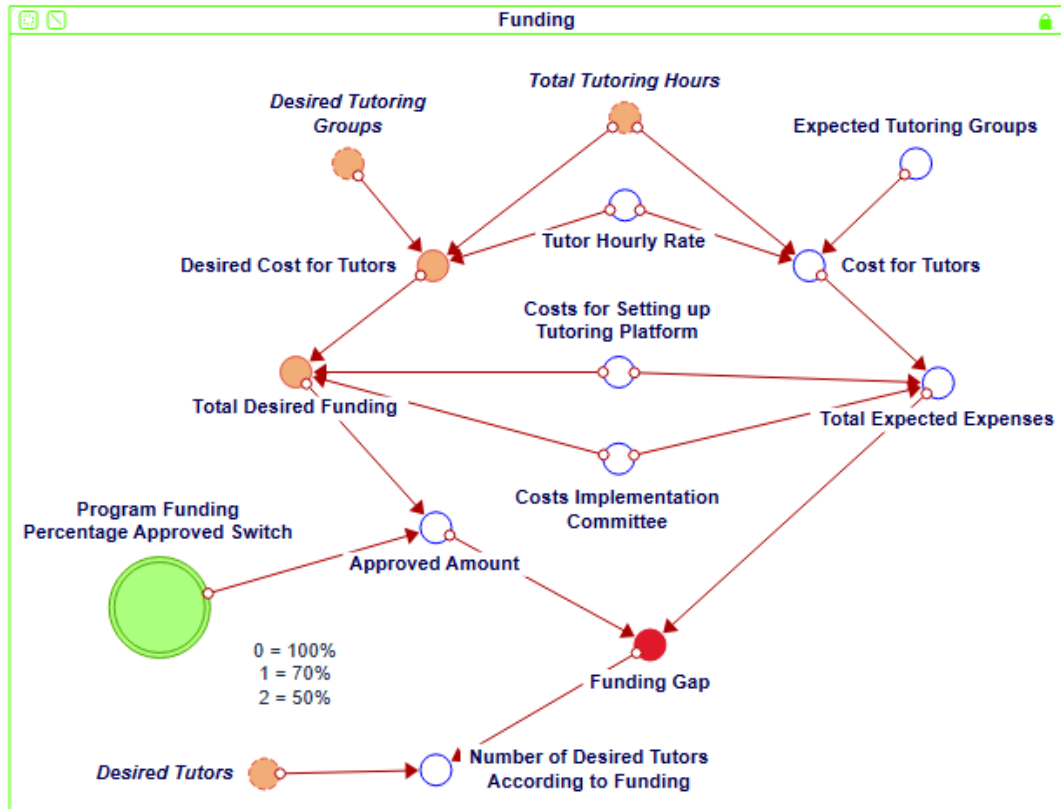 Funding
Total Tutoring Hours
Desired Tutoring
Groups
Expected Tutoring Groups
Tutor Hourly Rate
Desired Cost for Tutors
Cost for Tutors
Costs for Setting up
Tutoring Platform
Total Desired Funding
Total Expected Expenses
Costs Implementation
Committee
Program Funding
Percentage Approved Switch
Approved Amount
0 = 100%
1 = 70%
2 = 50%
Funding Gap
Desired Tutors
Number of Desired Tutors
According to Funding